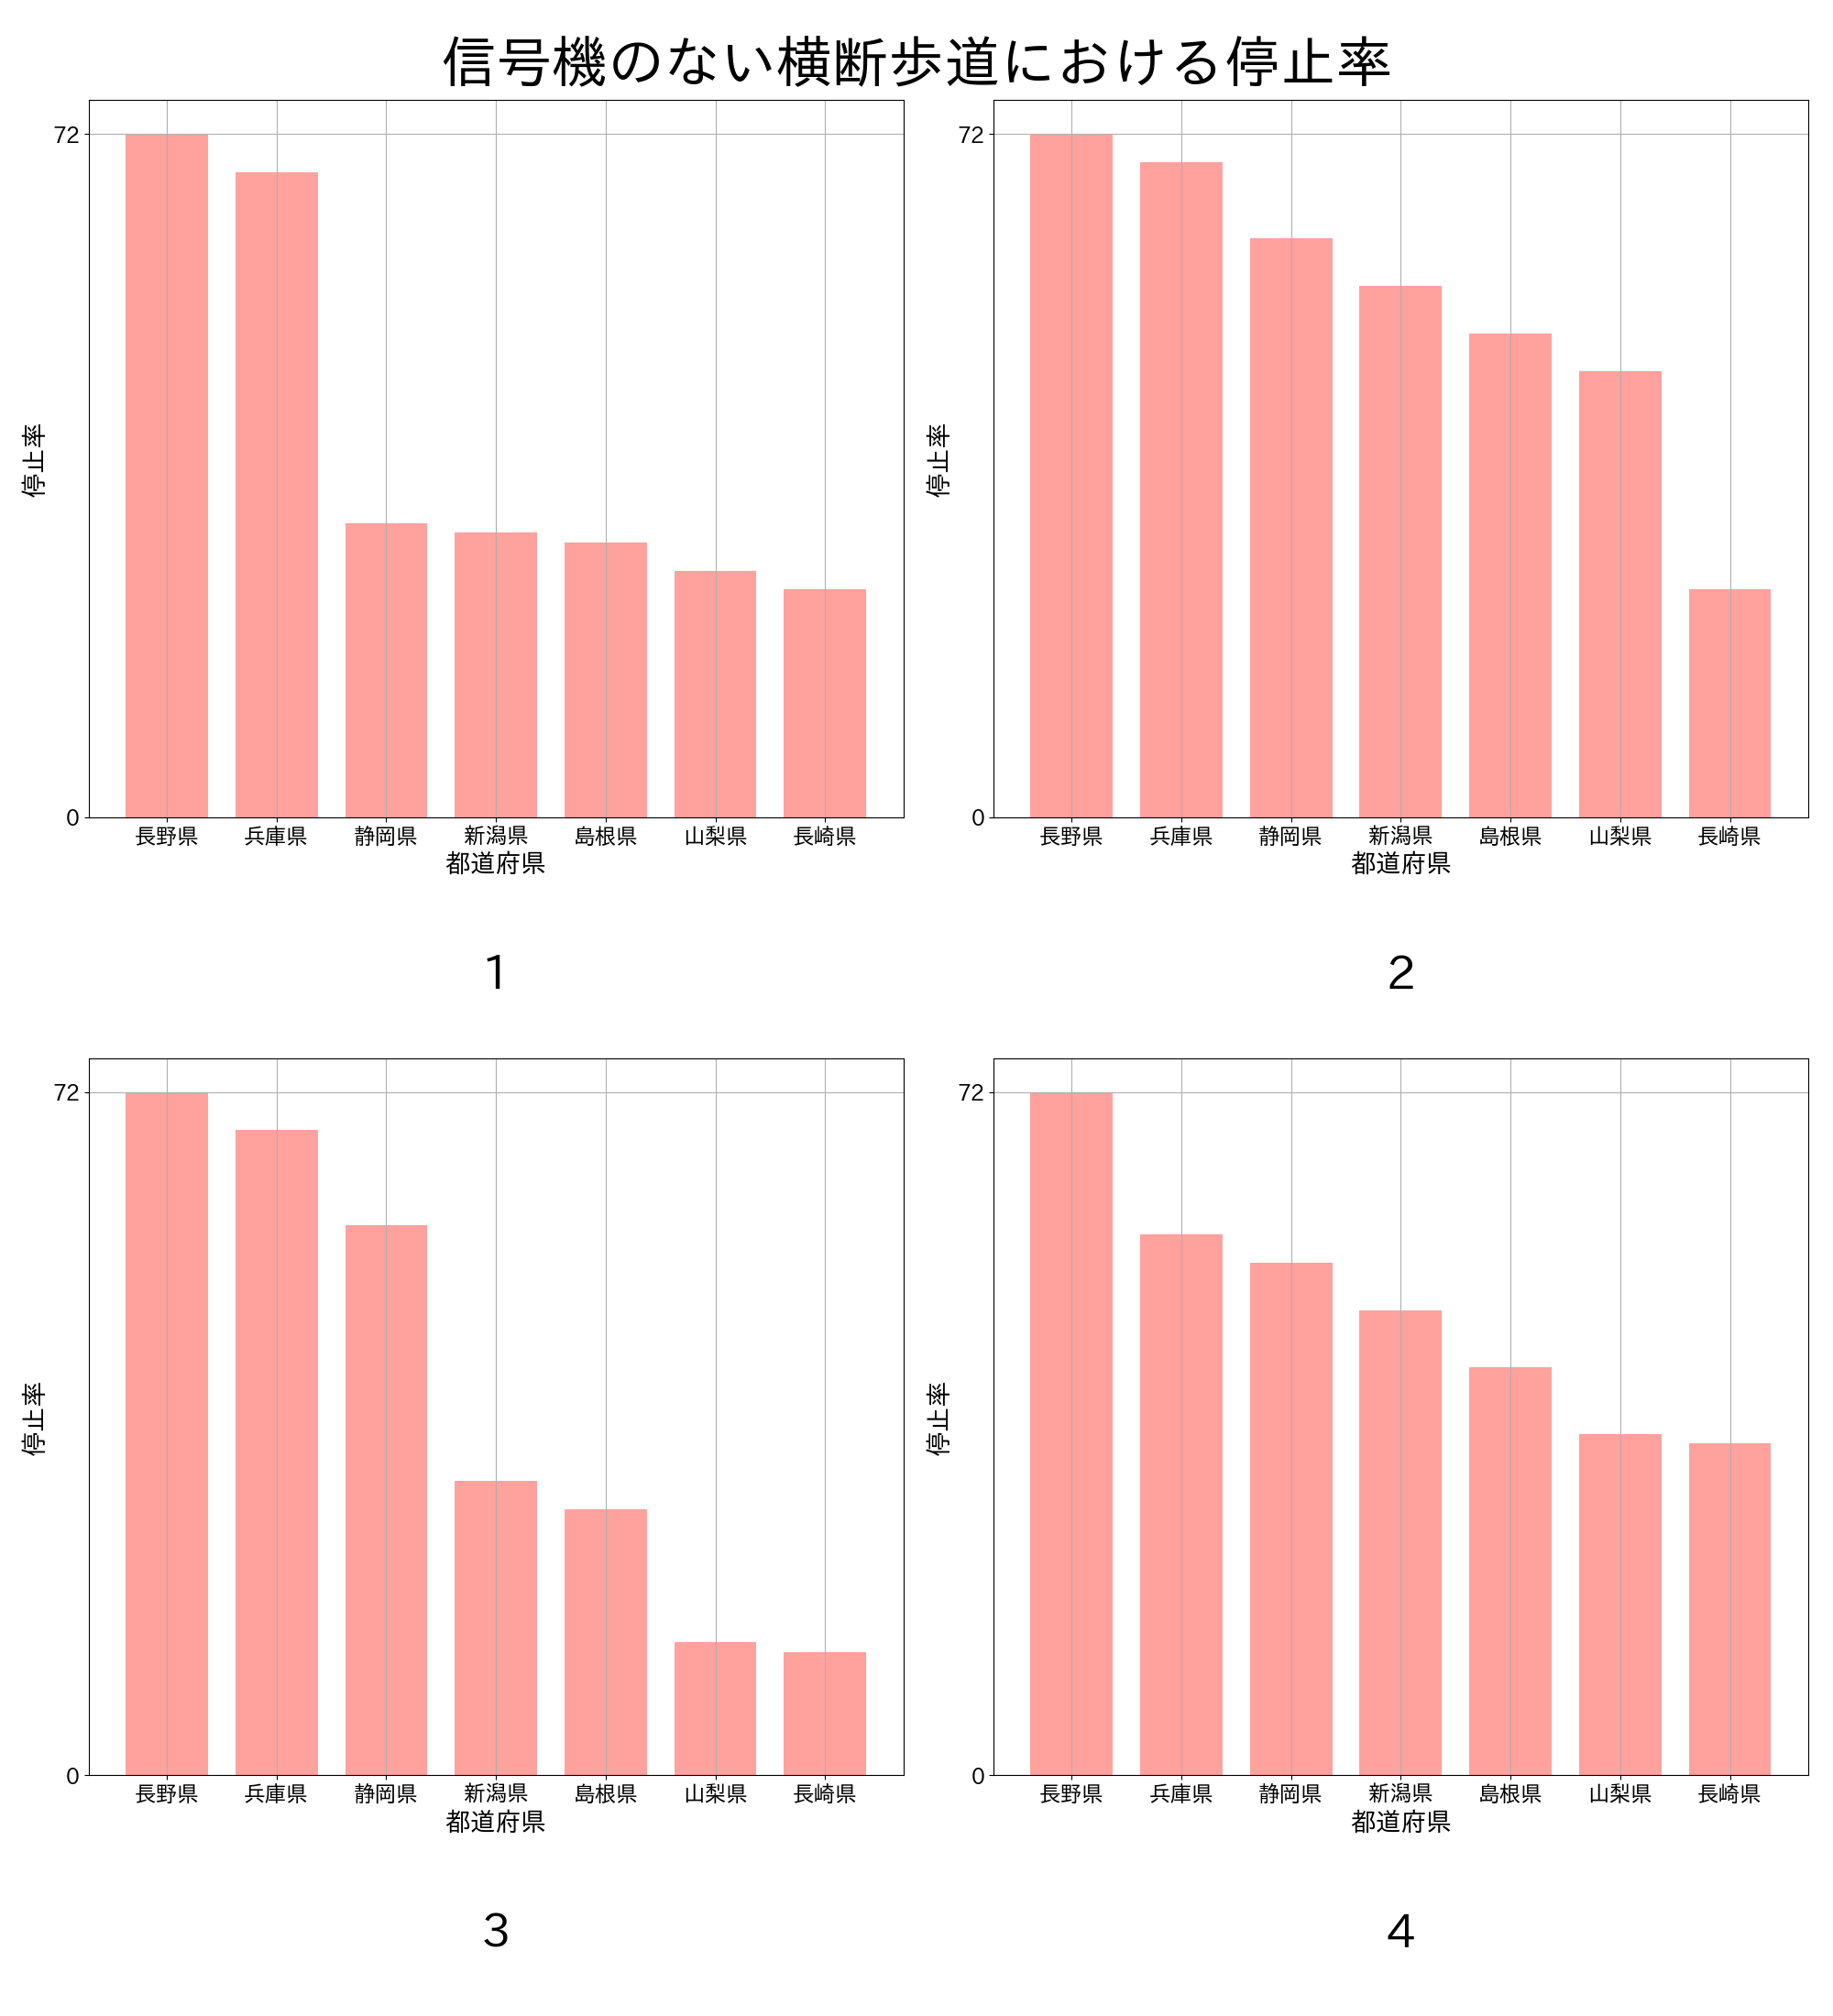 信号機のない横断歩道における停止率
72
0
停止率
長野県 兵庫県 静岡県 新潟県 島根県 山梨県 長崎県
都道府県
1
72
0
停止率
長野県 兵庫県 静岡県 新潟県 島根県 山梨県 長崎県
都道府県
2
72
0
停止率
長野県 兵庫県 静岡県 新潟県 島根県 山梨県 長崎県
都道府県
3
72
0
停止率
長野県 兵庫県 静岡県 新潟県 島根県 山梨県 長崎県
都道府県
4